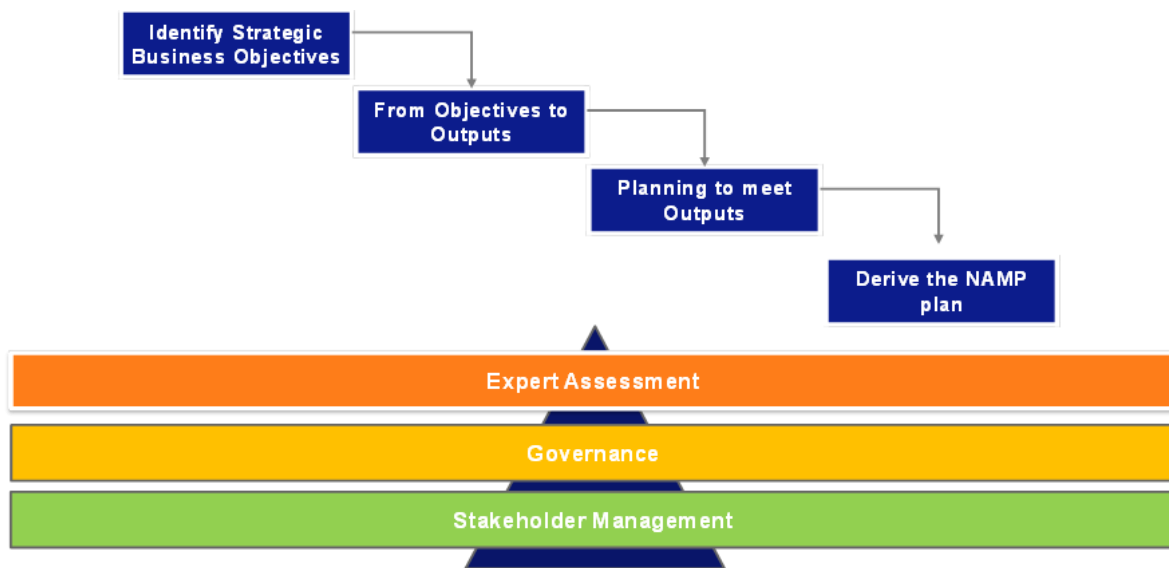 Identify Strategic
Business Objectives
From Objectives to
Outputs
Planning to meet
Outputs
Derive the NAMP
plan
Expert Assessment
Governance
Stakeholder Management